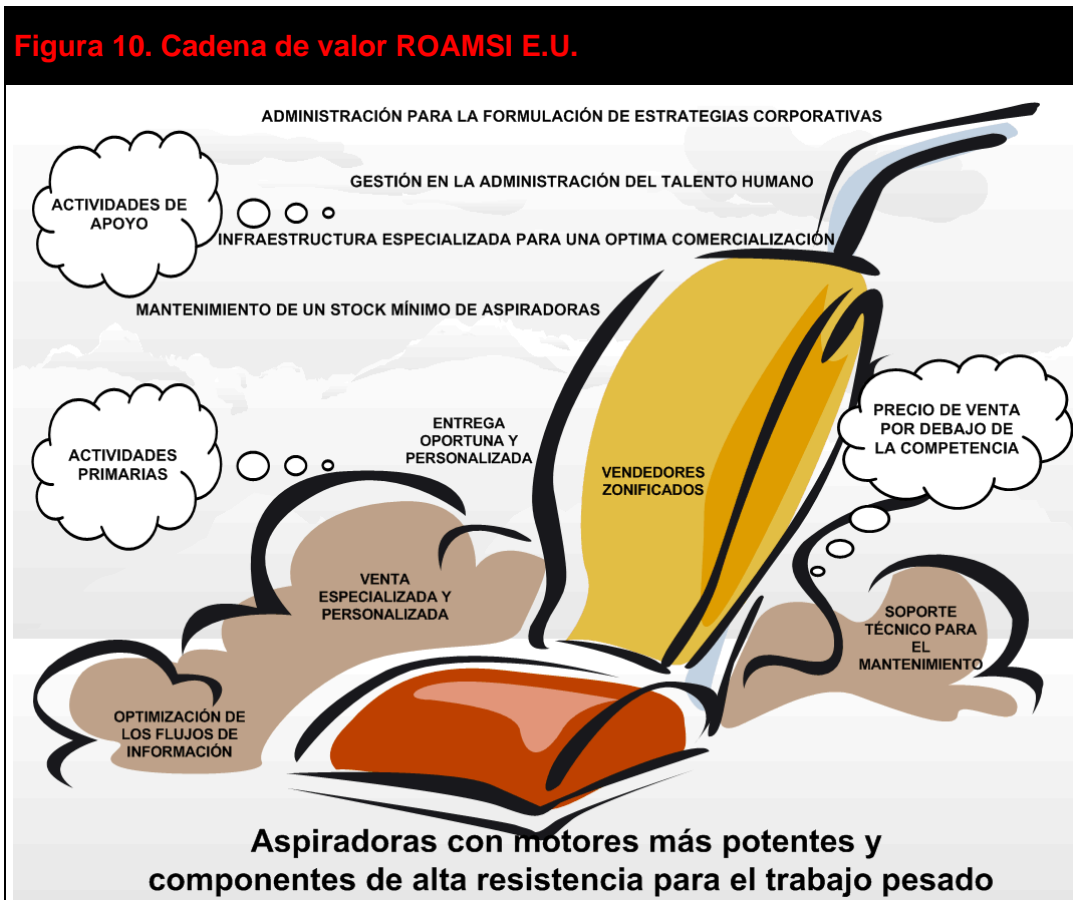 Figura 10. Cadena de valor ROAMSI E.U.
ADMINISTRACIÓN PARA LA FORMULACIÓN DE ESTRATEGIAS CORPORATIVAS
GESTIÓN EN LA ADMINISTRACIÓN DEL TALENTO HUMANO
ACTIVIDADES DE
APOYO
INFRAESTRUCTURA ESPECIALIZADA PARA UNA OPTIMA COMERCIALIZACIÓN
MANTENIMIENTO DE UN STOCK MÍNIMO DE ASPIRADORAS
ACTIVIDADES
PRIMARIAS
ENTREGA
OPORTUNA Y
PERSONALIZADA
VENDEDORES
ZONIFICADOS
PRECIO DE VENTA
POR DEBAJO DE
LA COMPETENCIA
VENTA
ESPECIALIZADA Y
PERSONALIZADA
SOPORTE
TÉCNICO PARA
EL
MANTENIMIENTO
OPTIMIZACIÓN DE
LOS FLUJOS DE
INFORMACIÓN
Aspiradoras con motores más potentes y
componentes de alta resistencia para el trabajo pesado